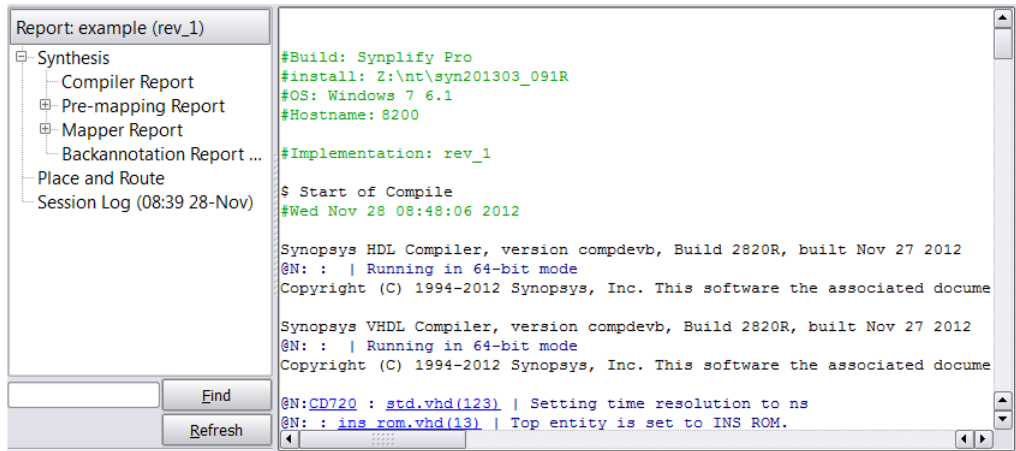 Report: example (rev_1)
Synthesis
Compiler Report
Pre-mapping Report
Mapper Report
Backannotation Report ...
Place and Route
Session Log (08:39 28-Nov)
Find
Refresh
#Build: Synplify Pro
#install: Z:\nt\syn201303_091R
#OS: Windows 7 6.1
#Hostname: 8200
#Implementation: rev_1
$ Start of Compile
#Wed Nov 28 08:48:06 2012
Synopsys HDL Compiler, version compdevb, Build 2820R, built Nov 27 2012
@N: :  | Running in 64-bit mode
Copyright (C) 1994-2012 Synopsys, Inc. This software the associated docume
Synopsys VHDL Compiler, version compdevb, Build 2820R, built Nov 27 2012
@N: :  | Running in 64-bit mode
Copyright (C) 1994-2012 Synopsys, Inc. This software the associated docume
@N:CD720 : std.vhd(123) | Setting time resolution to ns
@N: : ins_rom.vhd(13) | Top entity is set to INS_ROM.